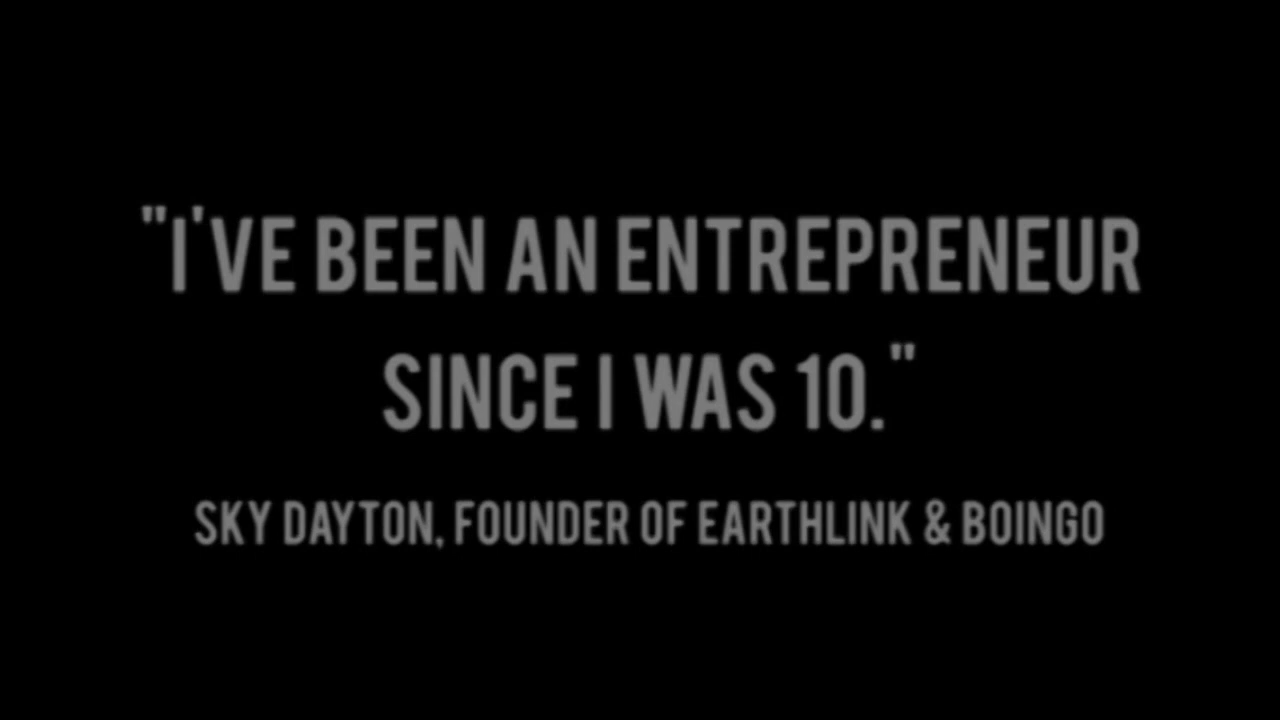 "I'VE BEEN AN ENTREPRENEUR
SINCE I WAS 10."
SKY DAYTON, FOUNDER OF EARTHLINK & BOINGO